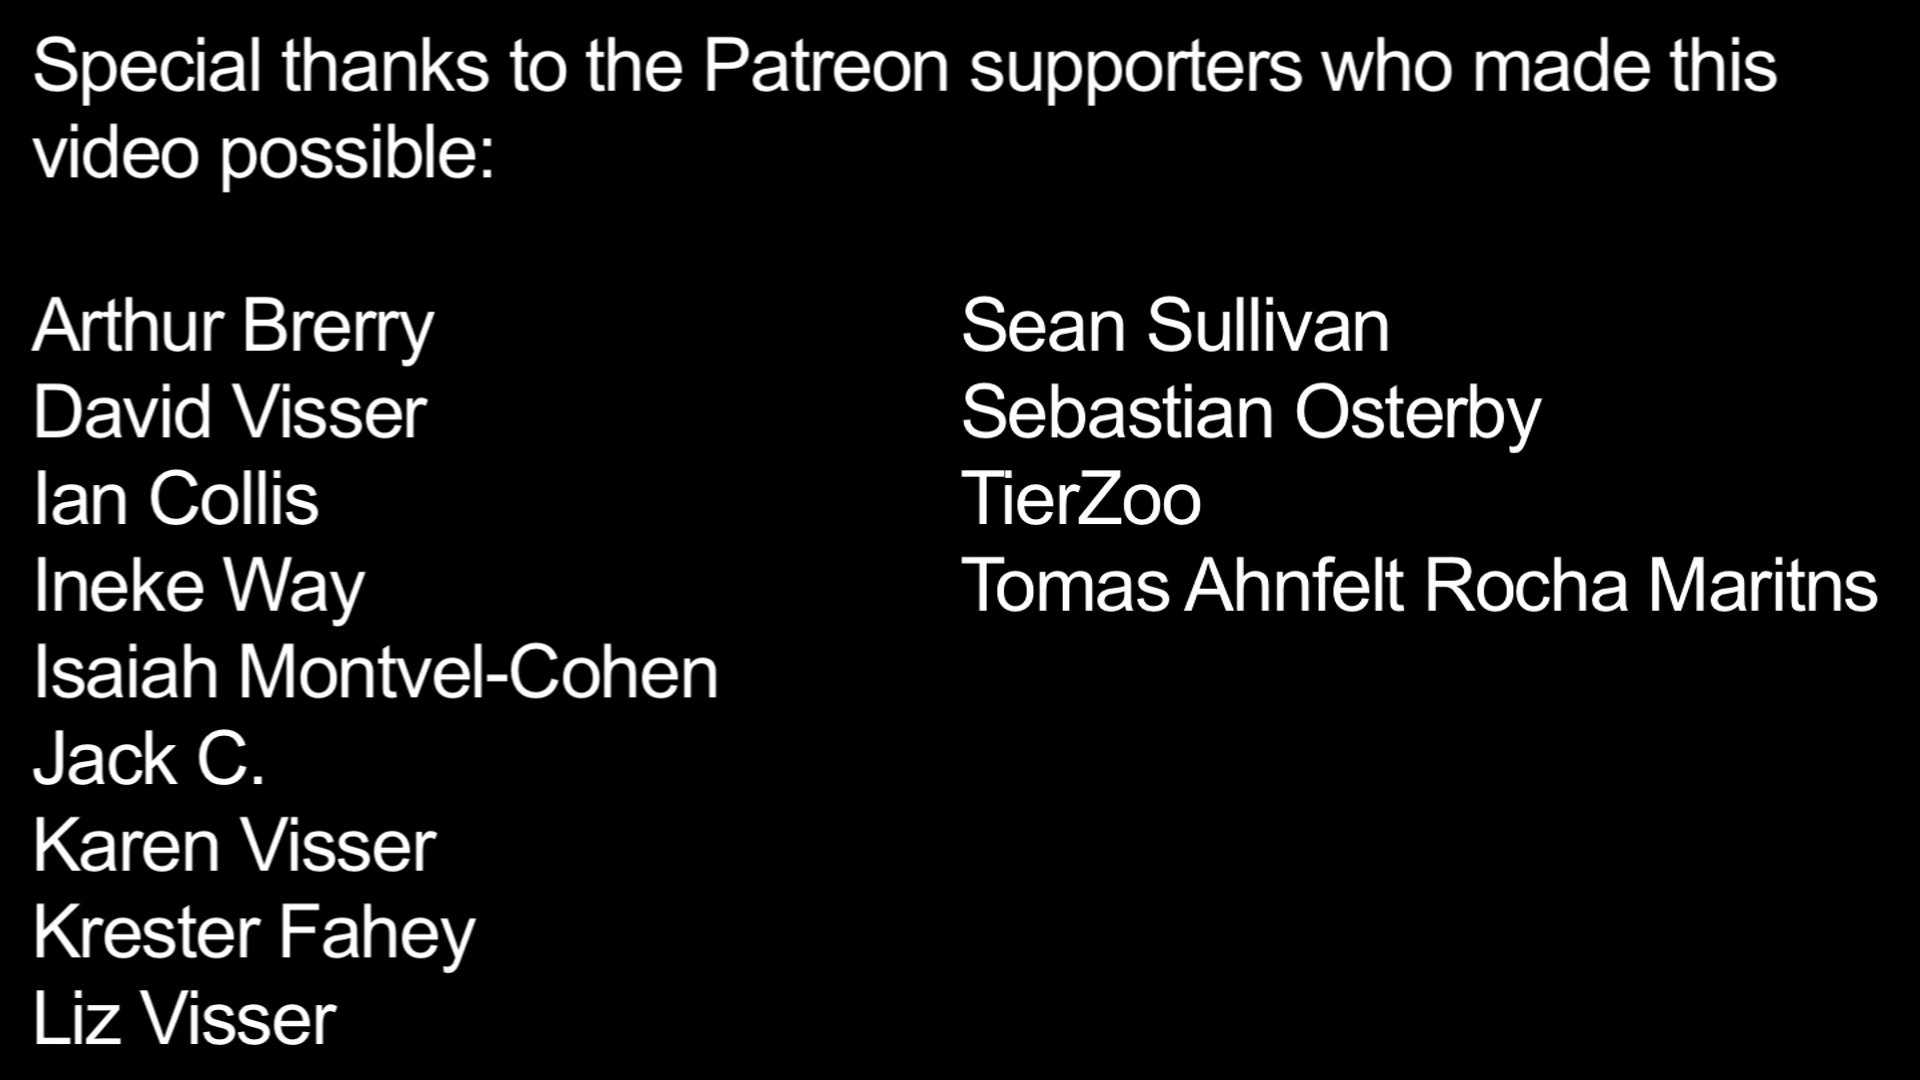 Special thanks to the Patreon supporters who made this
video possible:
Arthur Brerry
David Visser
Ian Collis
Ineke Way
Isaiah Montvel-Cohen
Jack C.
Karen Visser
Krester Fahey
Liz Visser
Sean Sullivan
Sebastian Osterby
TierZoo
Tomas Ahnfelt Rocha Maritns